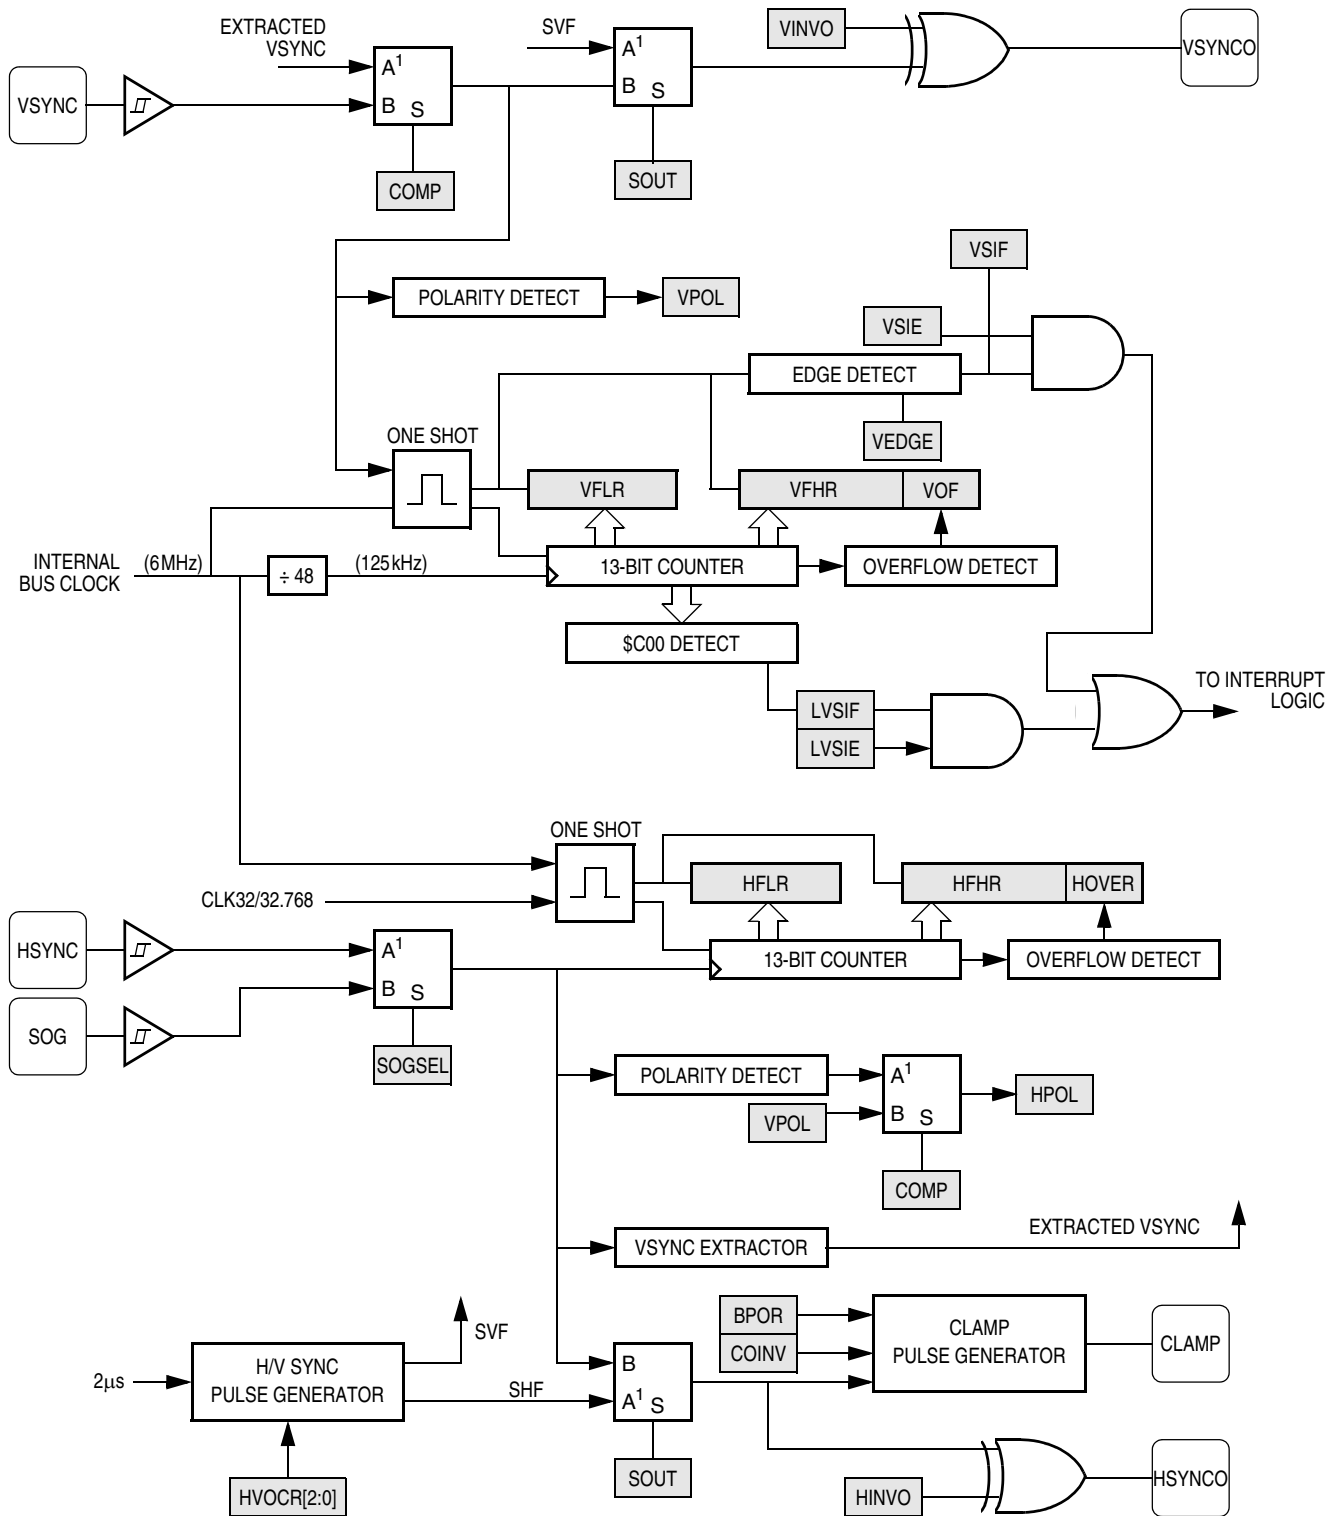 EXTRACTED
VSYNC
SVF
VINVO
VSYNCO
VSYNC
A1
B S
A1
B S
COMP
SOUT
VSIF
POLARITY DETECT
VPOL
VSIE
EDGE DETECT
VEDGE
ONE SHOT
VFLR
VFHR
VOF
INTERNAL
BUS CLOCK
(6MHz)
÷ 48
(125kHz)
13-BIT COUNTER
OVERFLOW DETECT
$C00 DETECT
LVSIF
LVSIE
TO INTERRUPT
LOGIC
ONE SHOT
CLK32/32.768
HFLR
HFHR
HOVER
HSYNC
A1
B S
13-BIT COUNTER
OVERFLOW DETECT
SOG
SOGSEL
POLARITY DETECT
VPOL
A1
B S
HPOL
COMP
VSYNC EXTRACTOR
EXTRACTED VSYNC
SVF
BPOR
COINV
CLAMP
PULSE GENERATOR
CLAMP
2μs
H/V SYNC
PULSE GENERATOR
SHF
B
A1 S
SOUT
HVOCR[2:0]
HINVO
HSYNCO